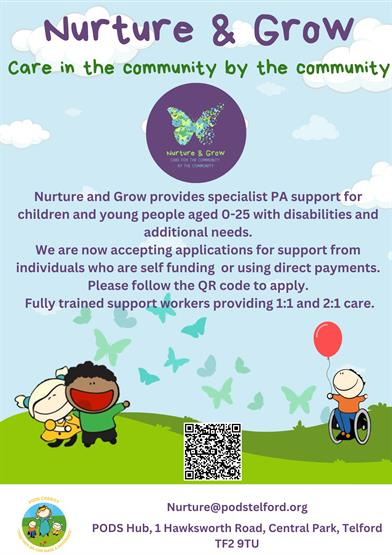 Nurture & Grow
Care in the community by the community
Nurture & Grow
CARE FOR THE COMMUNITY
BY THE COMMUNITY
Nurture and Grow provides specialist PA support for
children and young people aged 0-25 with disabilities and
additional needs.
We are now accepting applications for support from
individuals who are self funding or using direct payments.
Please follow the QR code to apply.
Fully trained support workers providing 1:1 and 2:1 care.
Nurture@podstelford.org
PODS Hub, 1 Hawksworth Road, Central Park, Telford
TF2 9TU
PODS CHARITY